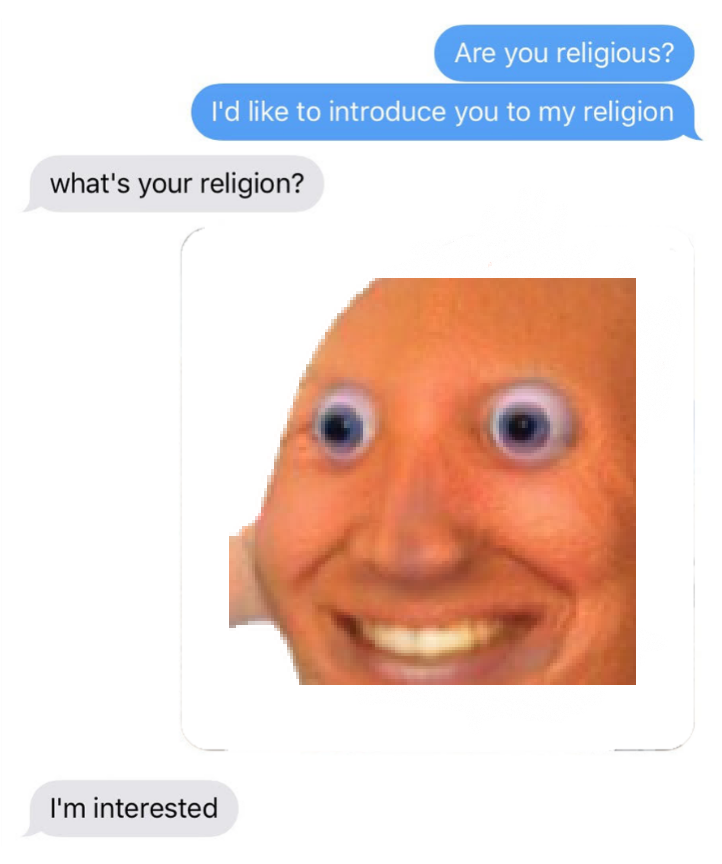 Are you religious?
I'd like to introduce you to my religion
what's your religion?
I'm interested